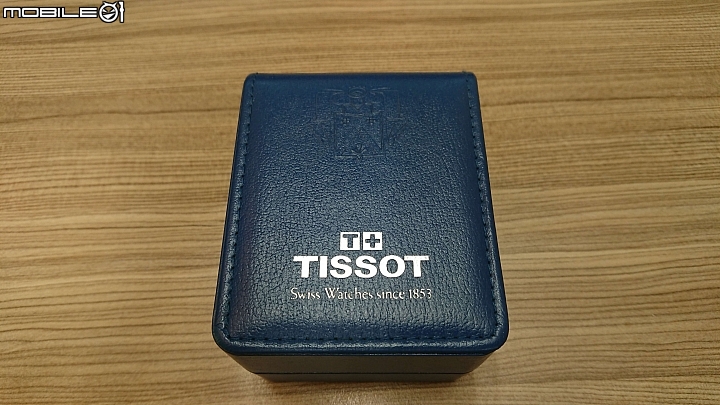 MOBILE01
T+
TISSOT
Swiss Watches since 1853